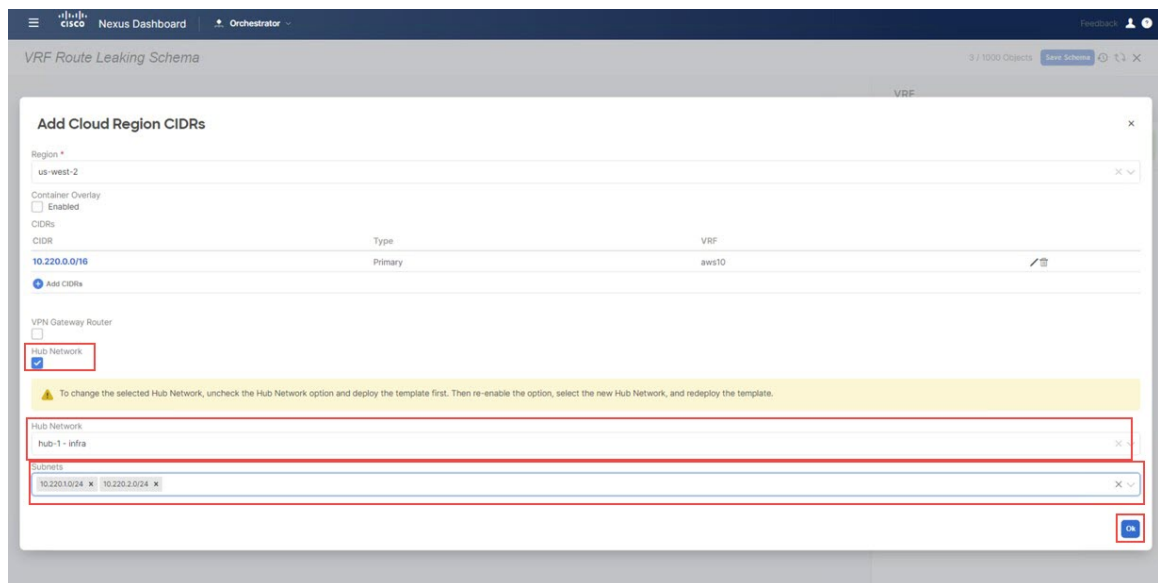 cisco Nexus Dashboard Orchestrator Feedback
VRF Route Leaking Schema 3 / 1000 Objects Save Schema
VRF
Add Cloud Region CIDRs
Region *
us-west-2
Container Overlay
Enabled
CIDRs
CIDR Type VRF
10.220.0.0/16 Primary aws10
Add CIDRs
VPN Gateway Router
Hub Network
To change the selected Hub Network, uncheck the Hub Network option and deploy the template first. Then re-enable the option, select the new Hub Network, and redeploy the template.
Hub Network
hub-1 - infra
Subnets
10.220.1.0/24 10.220.2.0/24
Ok